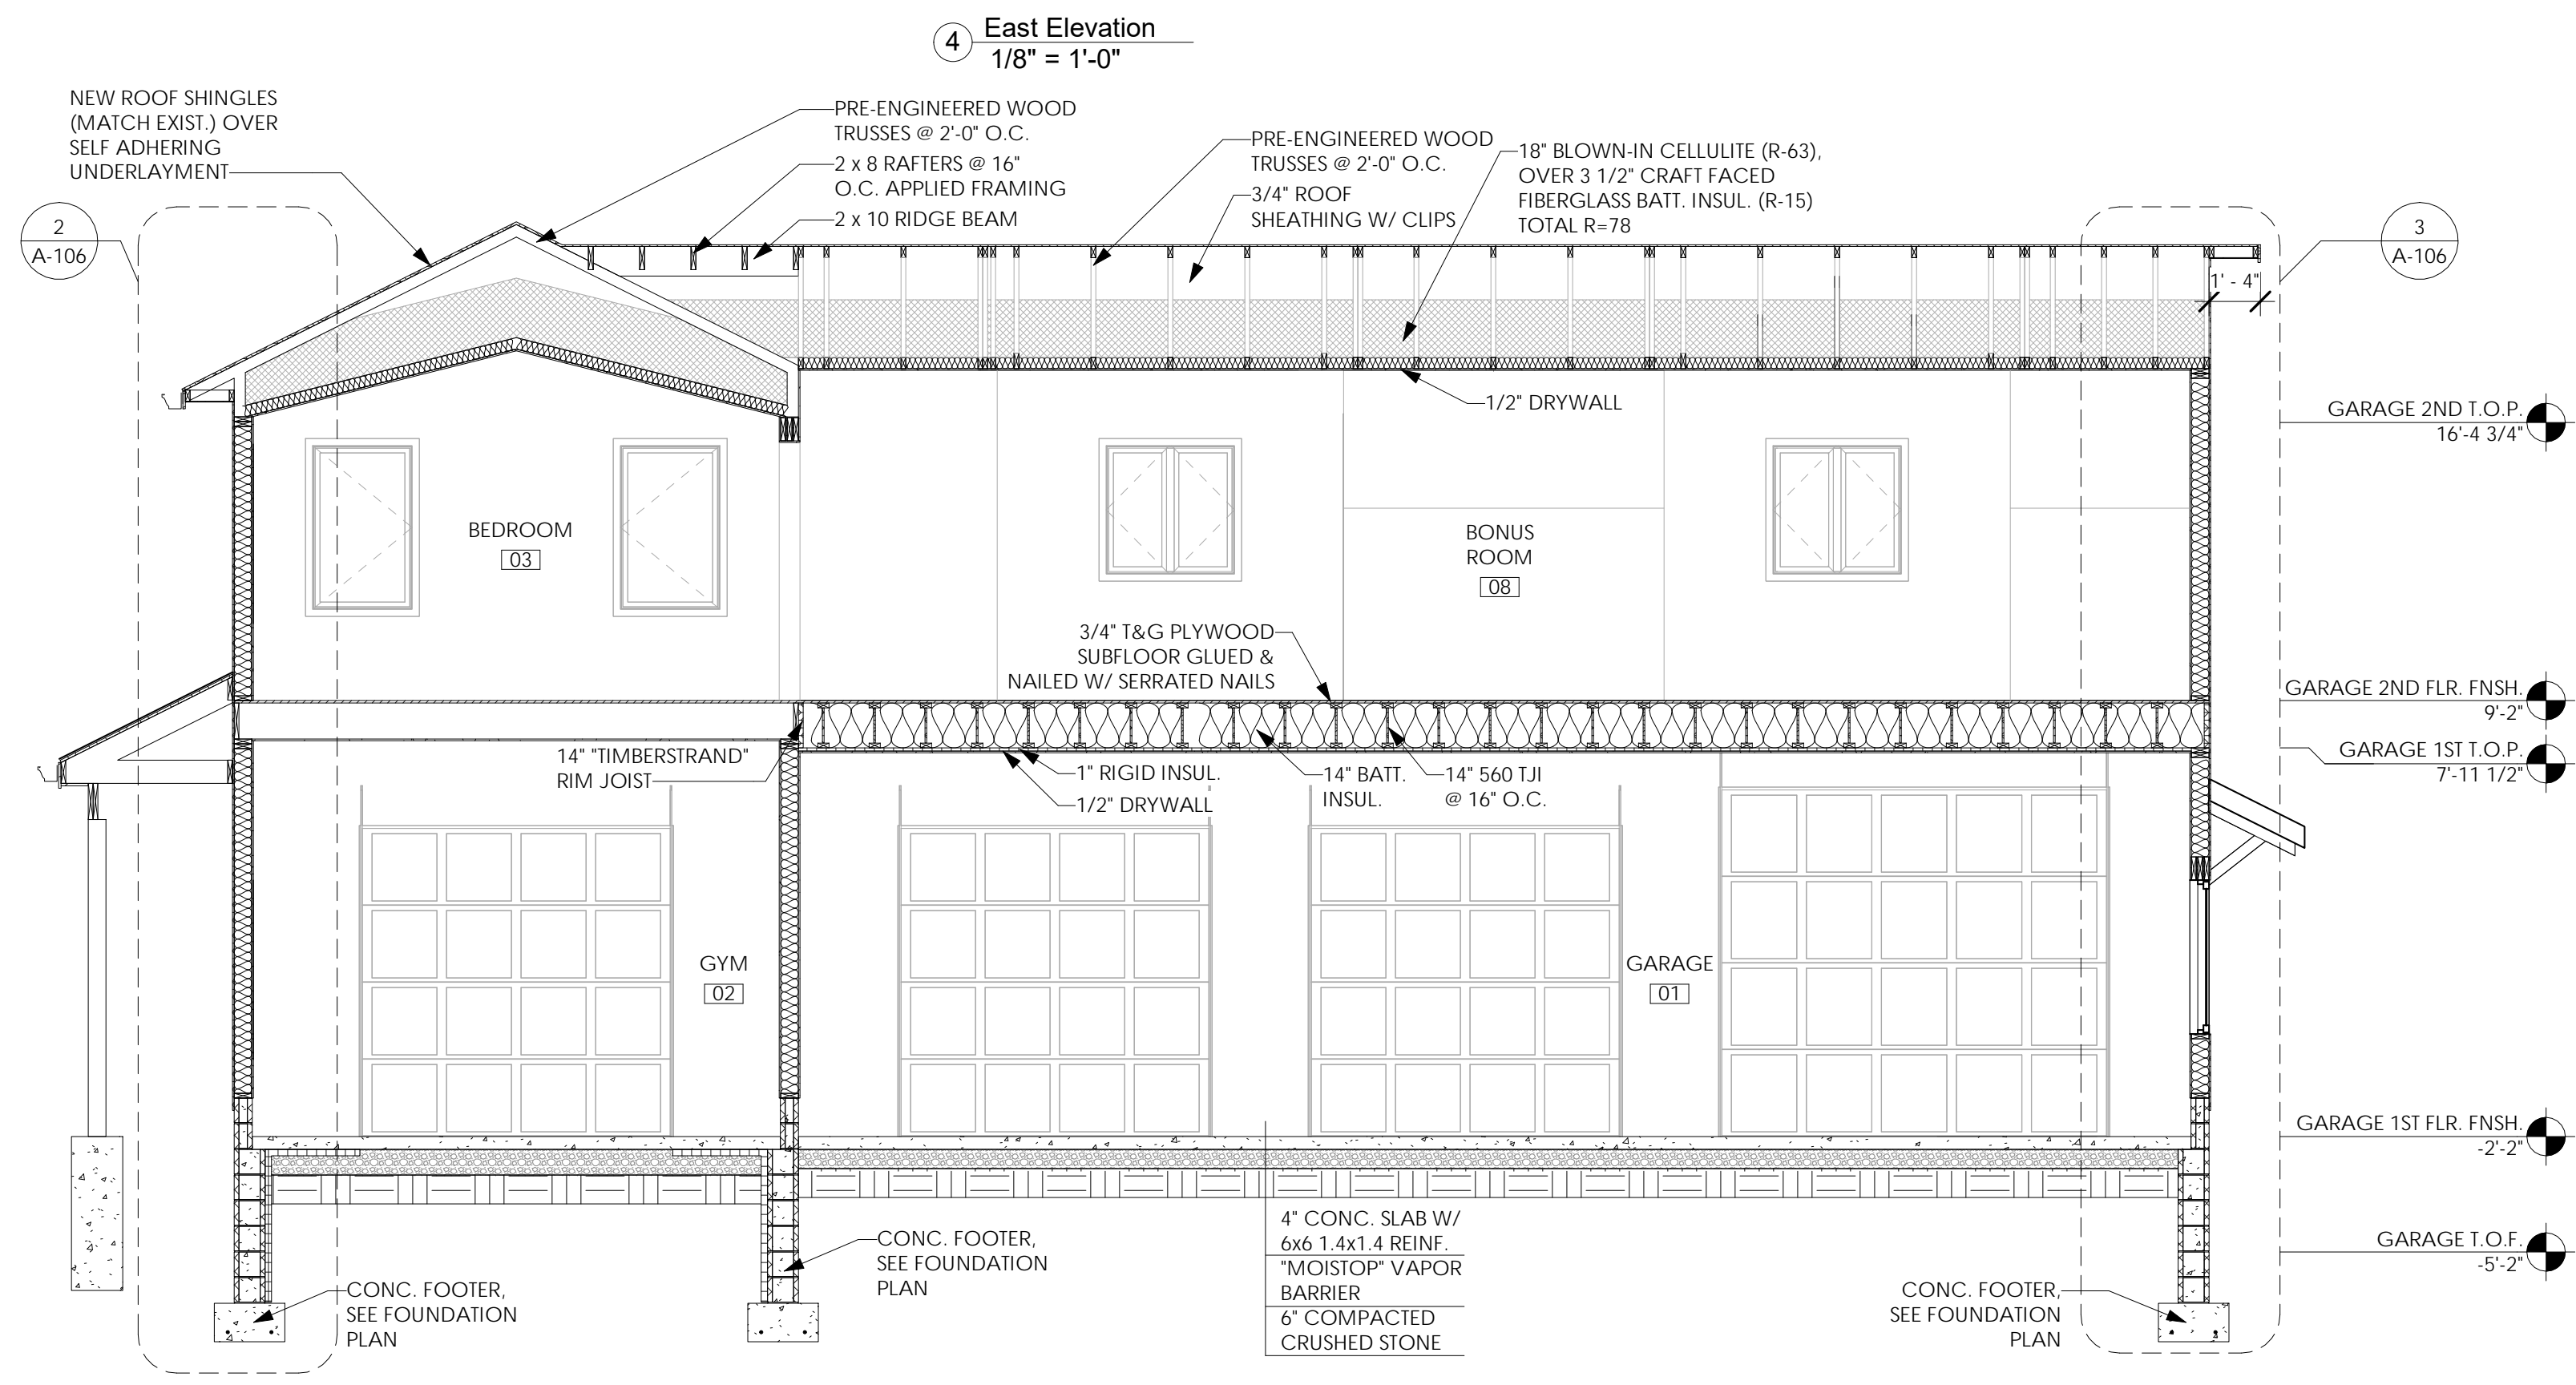 4
East Elevation
1/8" = 1'-0"
NEW ROOF SHINGLES
(MATCH EXIST.) OVER
SELF ADHERING
UNDERLAYMENT
2
A-106
PRE-ENGINEERED WOOD
TRUSSES @ 2'-0" O.C.
2 x 8 RAFTERS @ 16"
O.C. APPLIED FRAMING
2 x 10 RIDGE BEAM
PRE-ENGINEERED WOOD
TRUSSES @ 2'-0" O.C.
3/4" ROOF
SHEATHING W/ CLIPS
18" BLOWN-IN CELLULITE (R-63),
OVER 3 1/2" CRAFT FACED
FIBERGLASS BATT. INSUL. (R-15)
TOTAL R=78
3
A-106
1' - 4"
1/2" DRYWALL
GARAGE 2ND T.O.P.
16'-4 3/4"
BEDROOM
03
BONUS
ROOM
08
3/4" T&G PLYWOOD
SUBFLOOR GLUED &
NAILED W/ SERRATED NAILS
GARAGE 2ND FLR. FNSH.
9'-2"
GARAGE 1ST T.O.P.
7'-11 1/2"
14" "TIMBERSTRAND"
RIM JOIST
1" RIGID INSUL.
1/2" DRYWALL
14" BATT.
INSUL.
14" 560 TJI
@ 16" O.C.
GYM
02
GARAGE
01
GARAGE 1ST FLR. FNSH.
-2'-2"
4" CONC. SLAB W/
6x6 1.4x1.4 REINF.
"MOISTOP" VAPOR
BARRIER
6" COMPACTED
CRUSHED STONE
CONC. FOOTER,
SEE FOUNDATION
PLAN
CONC. FOOTER,
SEE FOUNDATION
PLAN
CONC. FOOTER,
SEE FOUNDATION
PLAN
GARAGE T.O.F.
-5'-2"